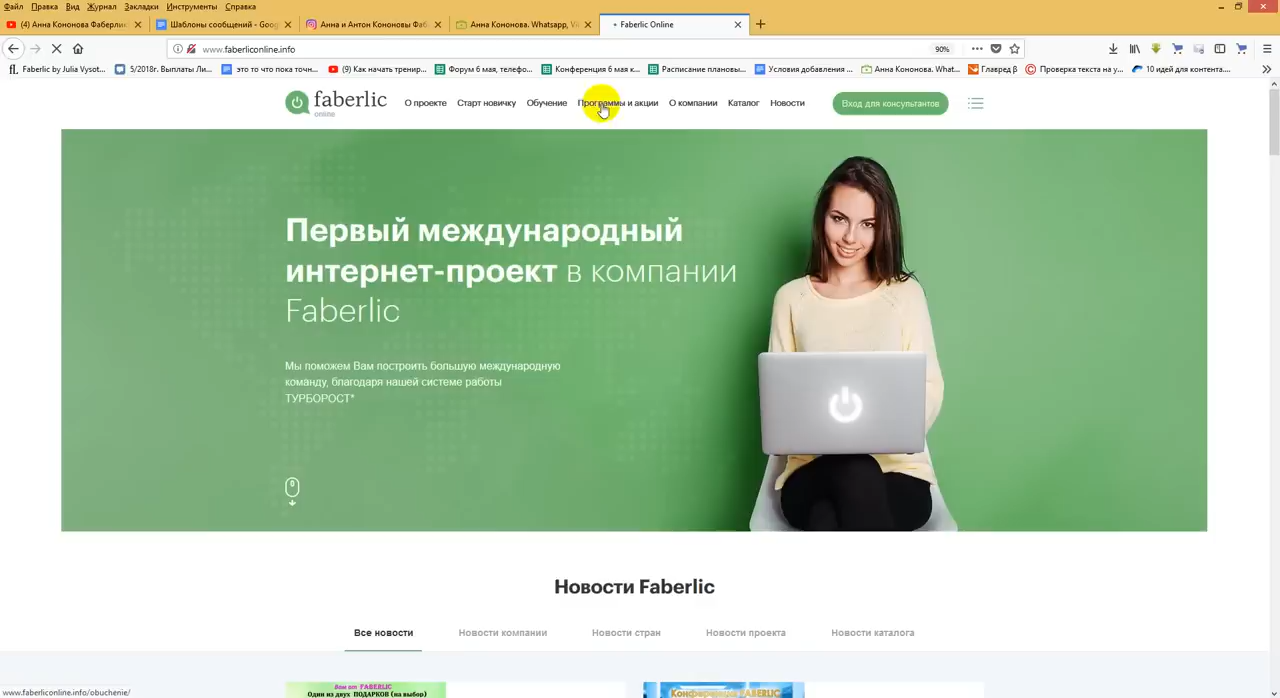 Файл Правка Вид Журнал Закладки Инструменты Справка
(4) Анна Кононова Фаберлик
Шаблоны сообщений - Goog
Анна и Антон Кононовы Фаб
Анна Кононова. Whatsapp, Vi
Faberlic Online
www.faberliconline.info
90%
Faberlic by Julia Vysot...
5/2018г. Выплаты Ли...
это то что пока точн...
(9) Как начать тренир...
Форум 6 мая, телефо...
Конференция 6 мая к...
Расписание плановы...
Условия добавления ...
Анна Кононова. What...
Главред β
Проверка текста на у...
10 идей для контента....
faberlic
online
О проекте Старт новичку Обучение Программы и акции О компании Каталог Новости
Вход для консультантов
Первый международный
интернет-проект в компании
Faberlic
Мы поможем Вам построить большую международную
команду, благодаря нашей системе работы
ТУРБОРОСТ*
Новости Faberlic
Все новости Новости компании Новости стран Новости проекта Новости каталога
www.faberliconline.info/obuchenie/
Вам от FABERLIC
Один из двух ПОДАРКОВ (на выбор)
Конференция FABERLIC